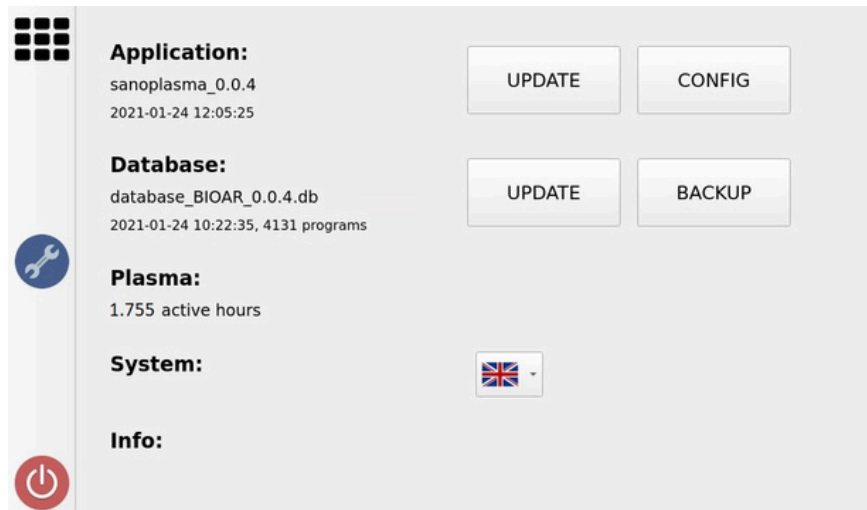 Application:
sanoplasma_0.0.4
UPDATE
CONFIG
2021-01-24 12:05:25
Database:
database_BIOAR_0.0.4.db
UPDATE
BACKUP
2021-01-24 10:22:35, 4131 programs
Plasma:
1.755 active hours
System:
Info: